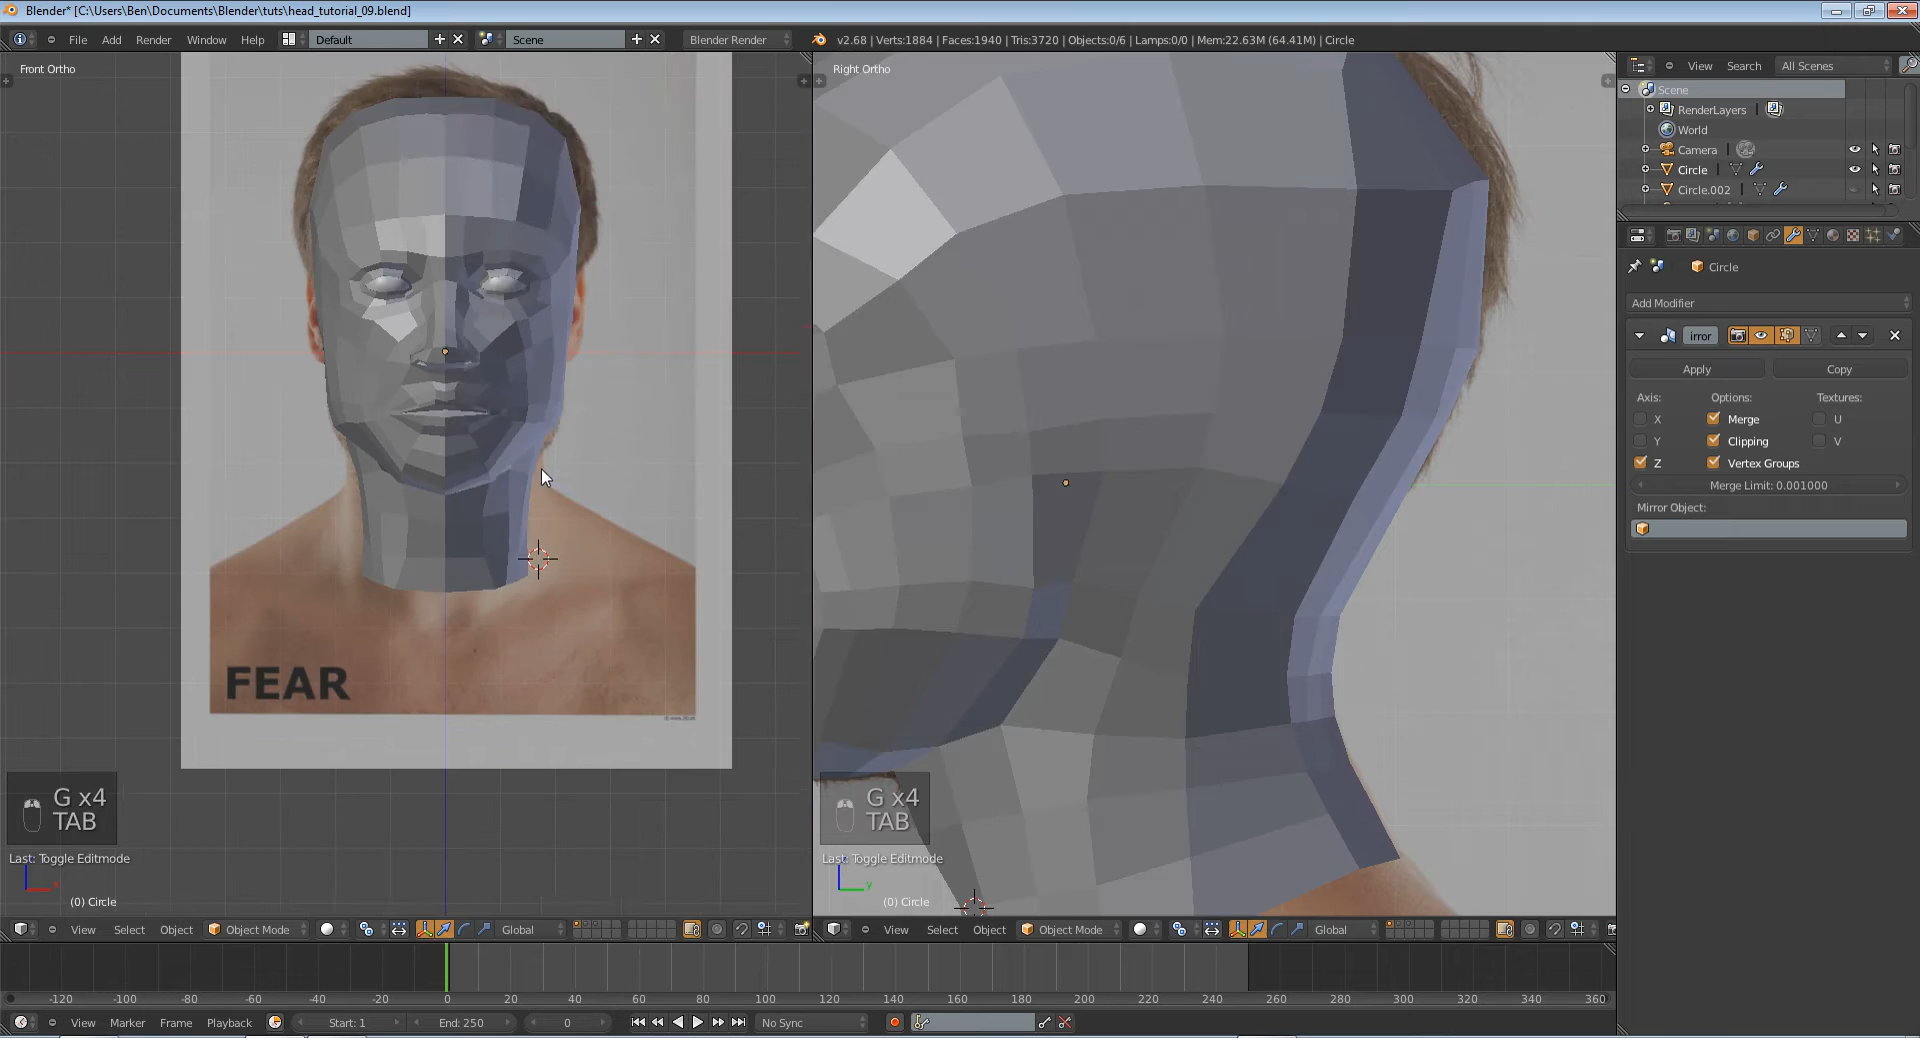 Blender* [C:\Users\Ben\Documents\Blender\tuts\head_tutorial_09.blend]
File Add Render Window Help Default Scene Blender Render v2.68 | Verts:1884 | Faces:1940 | Tris:3720 | Objects:0/6 | Lamps:0/0 | Mem:22.63M (64.41M) | Circle
Front Ortho
Right Ortho
View Search All Scenes
Scene
RenderLayers
World
Camera
Circle
Circle.002
Circle
Add Modifier
irror
Apply Copy
Axis: Options: Textures:
X Merge U
Y Clipping V
Z Vertex Groups
Merge Limit: 0.001000
Mirror Object:
FEAR
G x4
TAB
Last: Toggle Editmode
x
(0) Circle
G x4
TAB
Last: Toggle Editmode
y
(0) Circle
View Select Object Object Mode Global
View Select Object Object Mode Global
-120 -100 -80 -60 -40 -20 0 20 40 60 80 100 120 140 160 180 200 220 240 260 280 300 320 340 360
View Marker Frame Playback Start: 1 End: 250 0 No Sync